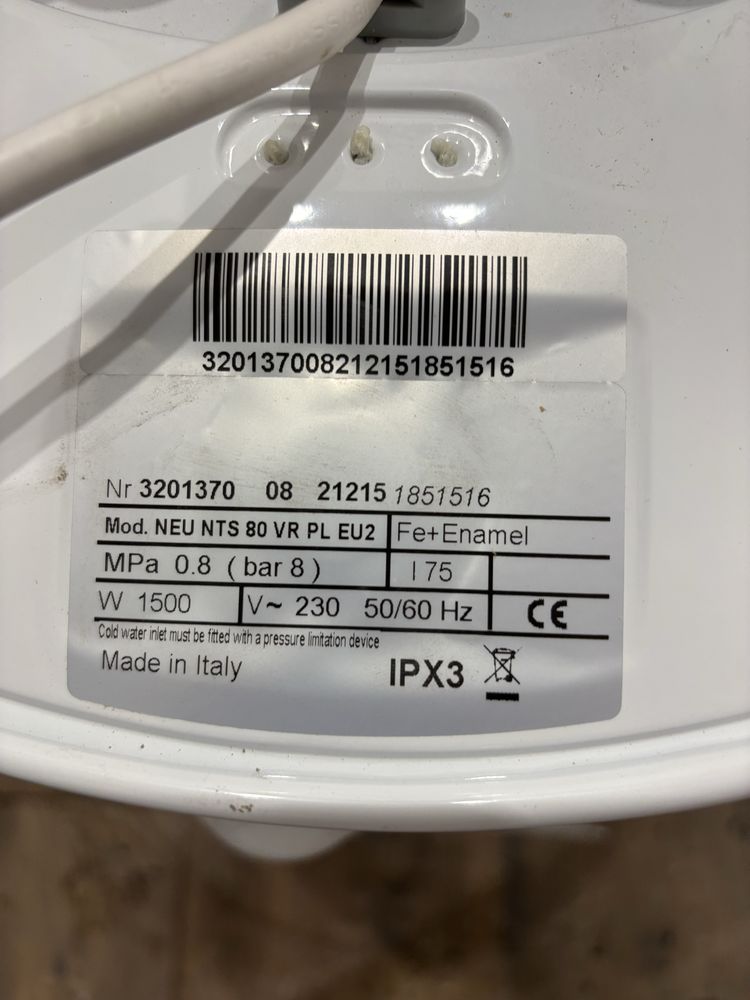 320137008212151851516
Nr 3201370 08 21215 1851516
Mod. NEU NTS 80 VR PL EU2 Fe+Enamel
MPa 0.8 ( bar 8 ) l 75
W 1500 V~ 230 50/60 Hz CE
Cold water inlet must be fitted with a pressure limitation device
Made in Italy IPX3